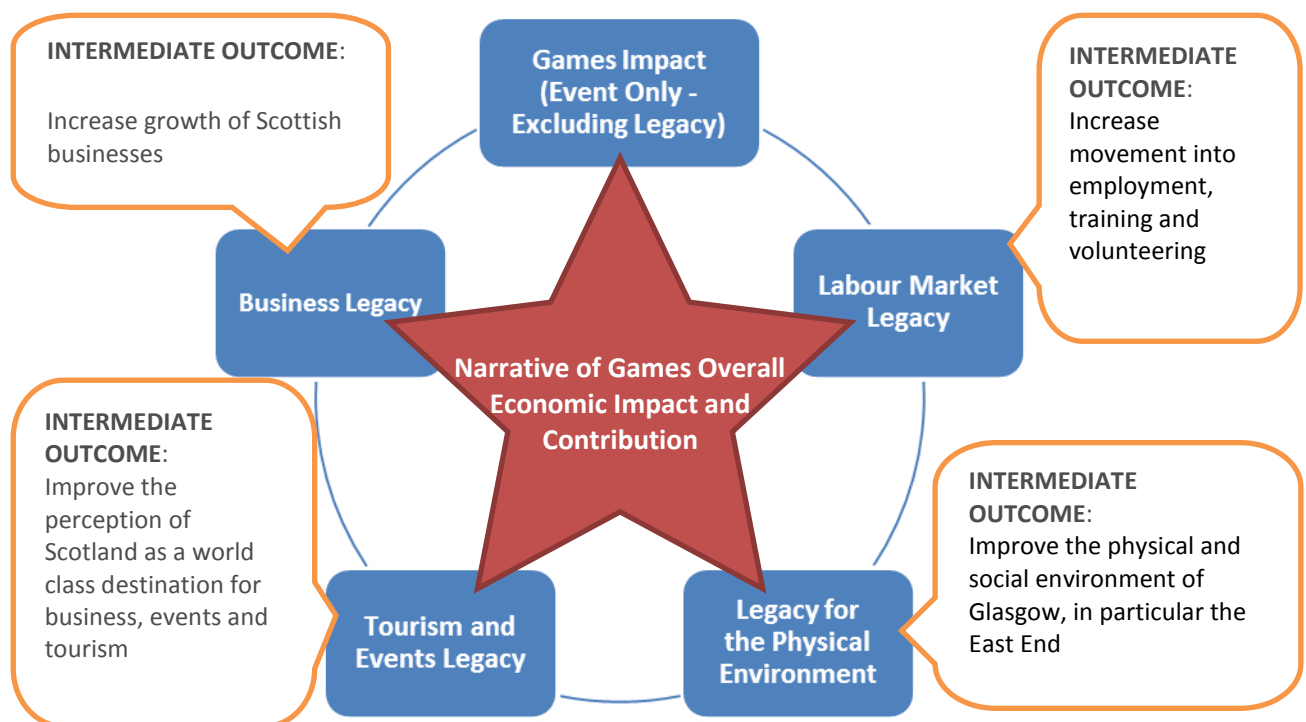 INTERMEDIATE OUTCOME:
Increase growth of Scottish
businesses
Games Impact
(Event Only -
Excluding Legacy)
INTERMEDIATE
OUTCOME:
Increase
movement into
employment,
training and
volunteering
Business Legacy
Labour Market
Legacy
Narrative of Games Overall
Economic Impact and
Contribution
INTERMEDIATE
OUTCOME:
Improve the
perception of
Scotland as a world
class destination for
business, events and
tourism
Tourism and
Events Legacy
Legacy for
the Physical
Environment
INTERMEDIATE
OUTCOME:
Improve the physical and
social environment of
Glasgow, in particular the
East End